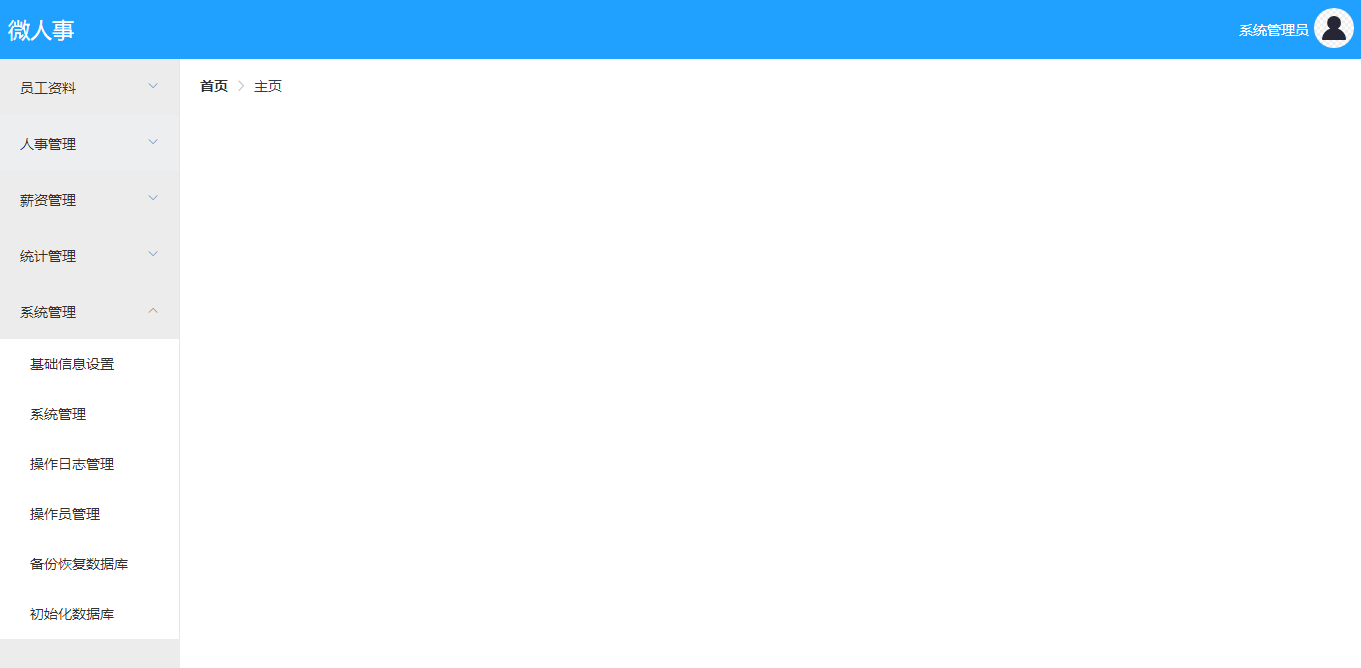 微人事
系统管理员
员工资料
首页 主页
人事管理
薪资管理
统计管理
系统管理
基础信息设置
系统管理
操作日志管理
操作员管理
备份恢复数据库
初始化数据库